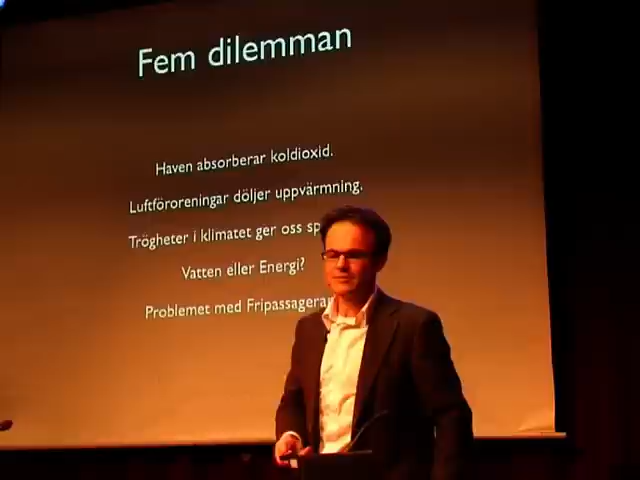 Fem dilemman
Haven absorberar koldioxid.
Luftföroreningar döljer uppvärmning.
Trögheter i klimatet ger oss
Vatten eller Energi?
Problemet med